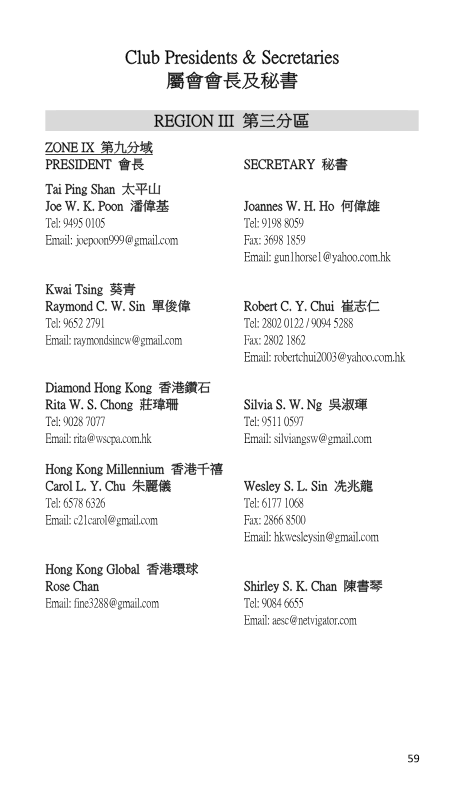 Club Presidents & Secretaries
屬會會長及秘書
REGION III 第三分區
ZONE IX 第九分域
PRESIDENT 會長
SECRETARY 秘書
Tai Ping Shan 太平山
Joe W. K. Poon 潘偉基
Tel: 9495 0105
Email: joepoon999@gmail.com
Joannes W. H. Ho 何偉雄
Tel: 9198 8059
Fax: 3698 1859
Email: gun1horse1@yahoo.com.hk
Kwai Tsing 葵青
Raymond C. W. Sin 單俊偉
Tel: 9652 2791
Email: raymondsincw@gmail.com
Robert C. Y. Chui 崔志仁
Tel: 2802 0122 / 9094 5288
Fax: 2802 1862
Email: robertchui2003@yahoo.com.hk
Diamond Hong Kong 香港鑽石
Rita W. S. Chong 莊瑋珊
Tel: 9028 7077
Email: rita@wscpa.com.hk
Silvia S. W. Ng 吳淑琿
Tel: 9511 0597
Email: silviangsw@gmail.com
Hong Kong Millennium 香港千禧
Carol L. Y. Chu 朱麗儀
Tel: 6578 6326
Email: c21carol@gmail.com
Wesley S. L. Sin 冼兆龍
Tel: 6177 1068
Fax: 2866 8500
Email: hkwesleysin@gmail.com
Hong Kong Global 香港環球
Rose Chan
Email: fine3288@gmail.com
Shirley S. K. Chan 陳書琴
Tel: 9084 6655
Email: aesc@netvigator.com
59